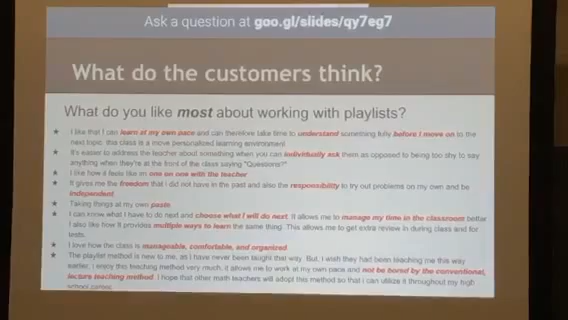 Ask a question at goo.gl/slides/qy7eg7
What do the customers think?
What do you like most about working with playlists?
★ I like that I can learn at my own pace and can therefore take time to understand something fully before I move on to the
next topic. this class is a more personalized learning environment
★ It's easier to address the teacher about something when you can individually ask them as opposed to being too shy to say
anything when they're at the front of the class saying "Questions?"
★ I like how it feels like on one on one with the teacher
★ It gives me the freedom that I did not have in the past and also the responsibility to try out problems on my own and be
independent.
★ Taking things at my own paste.
★ I can know what I have to do next and choose what I will do next. It allows me to manage my time in the classroom better
I also like how it provides multiple ways to learn the same thing. This allows me to get extra review in during class and for
tests.
★ I love how the class is manageable, comfortable, and organized.
★ The playlist method is new to me, as I have never been taught that way. But, I wish they had been teaching me this way
earlier. I enjoy this teaching method very much, it allows me to work at my own pace and not be bored by the conventional,
lecture teaching method. I hope that other math teachers will adopt this method so that i can utilize it throughout my high
school career.